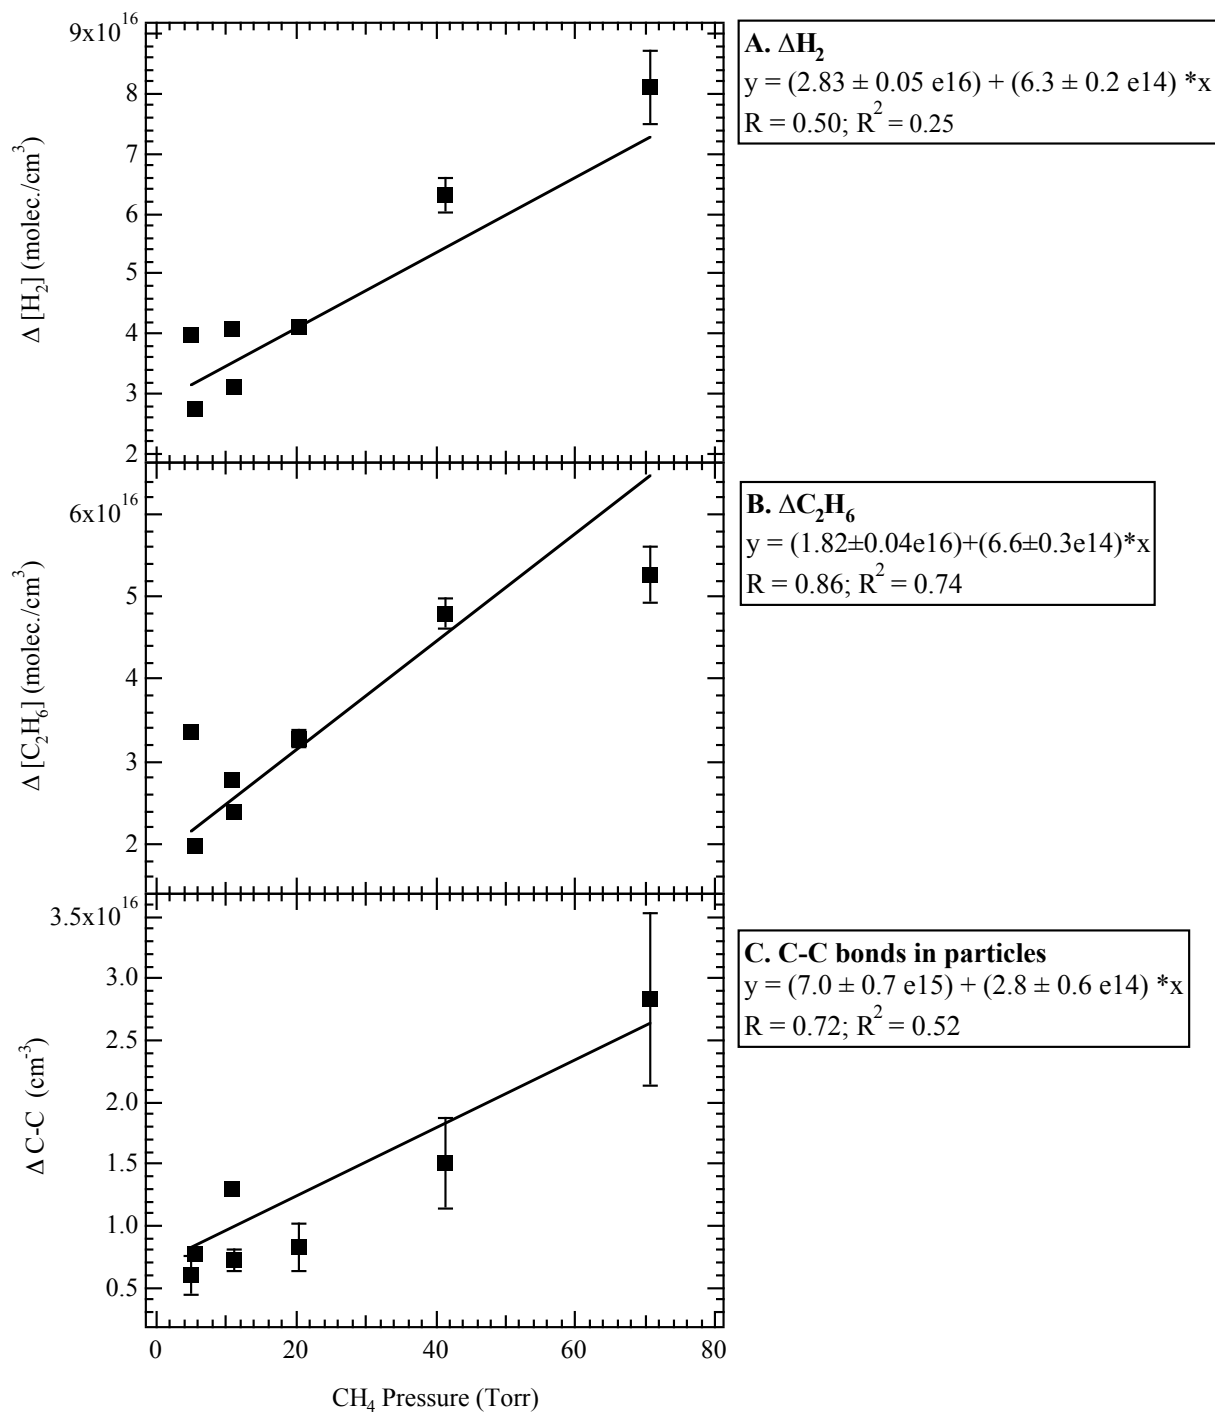 9x10^16
8
7
6
5
4
3
2
Δ [H₂] (molec./cm³)
A. ΔH₂
y = (2.83 ± 0.05 e16) + (6.3 ± 0.2 e14) *x
R = 0.50; R² = 0.25
6x10^16
5
4
3
2
Δ [C₂H₆] (molec./cm³)
B. ΔC₂H₆
y = (1.82±0.04e16)+(6.6±0.3e14)*x
R = 0.86; R² = 0.74
3.5x10^16
3.0
2.5
2.0
1.5
1.0
0.5
Δ C-C (cm⁻³)
C. C-C bonds in particles
y = (7.0 ± 0.7 e15) + (2.8 ± 0.6 e14) *x
R = 0.72; R² = 0.52
0 20 40 60 80
CH₄ Pressure (Torr)